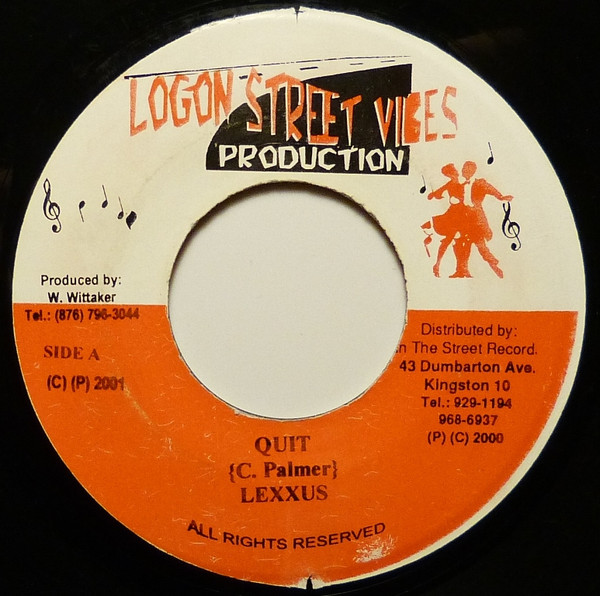 LOGON STREET VIBES
PRODUCTION
Produced by:
W. Wittaker
Tel.: (876) 796-3044
SIDE A
(C) (P) 2001
Distributed by:
n The Street Record.
43 Dumbarton Ave.
Kingston 10
Tel.: 929-1194
968-6937
(P) (C) 2000
QUIT
{C. Palmer}
LEXXUS
ALL RIGHTS RESERVED